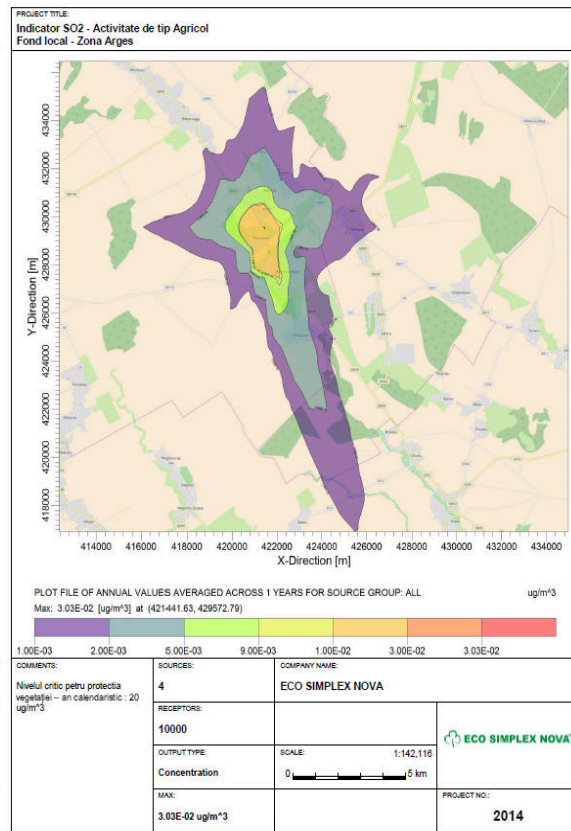 PROJECT TITLE:
Indicator SO2 - Activitate de tip Agricol
Fond local - Zona Arges
Y-Direction [m]
434000
432000
430000
428000
426000
424000
422000
420000
418000
414000 416000 418000 420000 422000 424000 426000 428000 430000 432000 434000
X-Direction [m]
PLOT FILE OF ANNUAL VALUES AVERAGED ACROSS 1 YEARS FOR SOURCE GROUP: ALL ug/m^3
Max: 3.03E-02 [ug/m^3] at (421441.63, 429572.79)
1.00E-03 2.00E-03 5.00E-03 9.00E-03 1.00E-02 3.00E-02 3.03E-02
COMMENTS:
Nivelul critic petru protectia
vegetației – an calendaristic : 20
ug/m^3
SOURCES:
4
COMPANY NAME:
ECO SIMPLEX NOVA
RECEPTORS:
10000
OUTPUT TYPE:
Concentration
SCALE: 1:142,116
0 5 km
ECO SIMPLEX NOVA
MAX:
3.03E-02 ug/m^3
PROJECT NO.:
2014